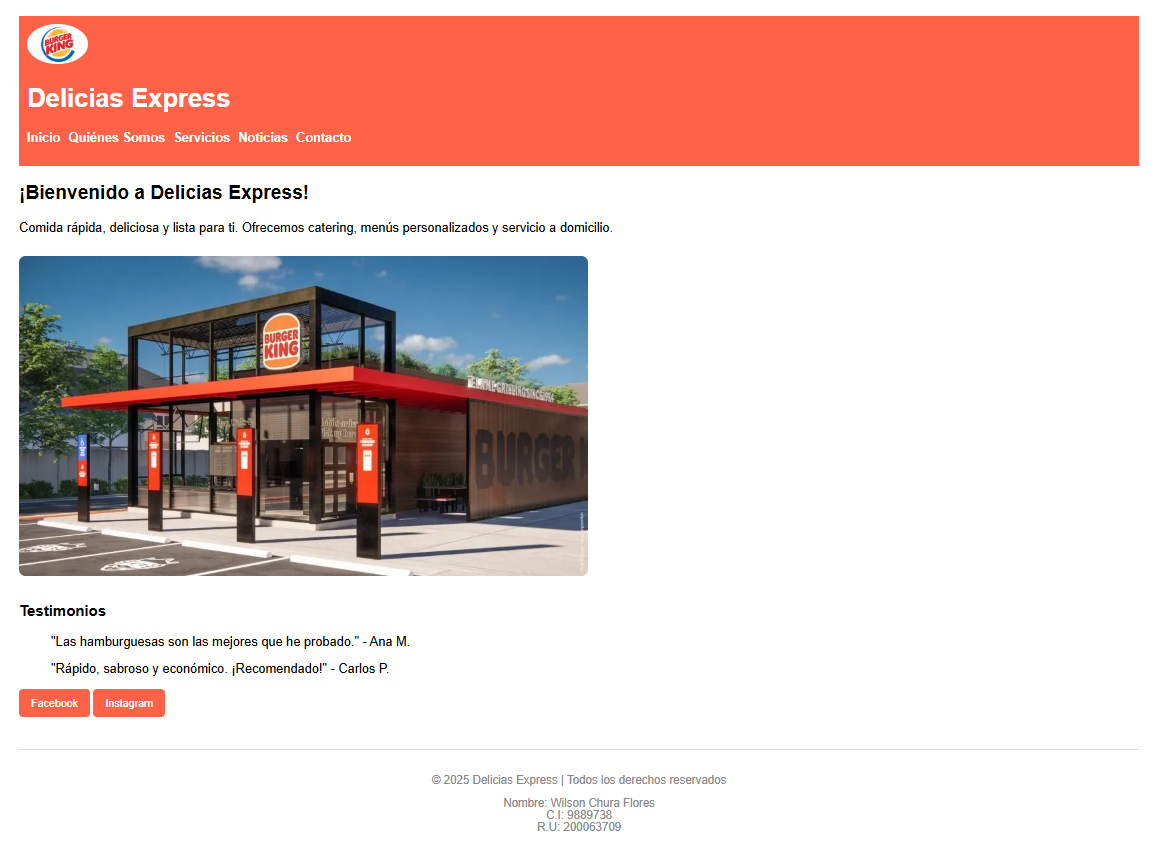 BURGER
KING
Delicias Express
Inicio Quiénes Somos Servicios Noticias Contacto
¡Bienvenido a Delicias Express!
Comida rápida, deliciosa y lista para ti. Ofrecemos catering, menús personalizados y servicio a domicilio.
BURGER
KING
BURGER
Testimonios
"Las hamburguesas son las mejores que he probado." - Ana M.
"Rápido, sabroso y económico. ¡Recomendado!" - Carlos P.
Facebook Instagram
© 2025 Delicias Express | Todos los derechos reservados
Nombre: Wilson Chura Flores
C.I: 9889738
R.U: 200063709